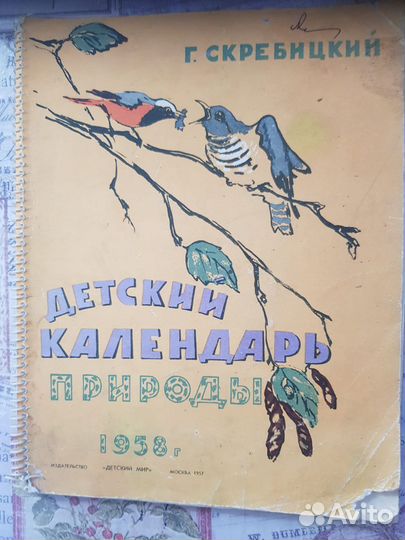 Г. СКРЕБИЦКИЙ
ДЕТСКИЙ
КАЛЕНДАРЬ
ПРИРОДЫ
1958 г
ИЗДАТЕЛЬСТВО «ДЕТСКИЙ МИР» МОСКВА 1957
Avito